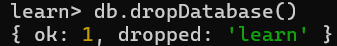 learn> db.dropDatabase()
{ ok: 1, dropped: 'learn' }